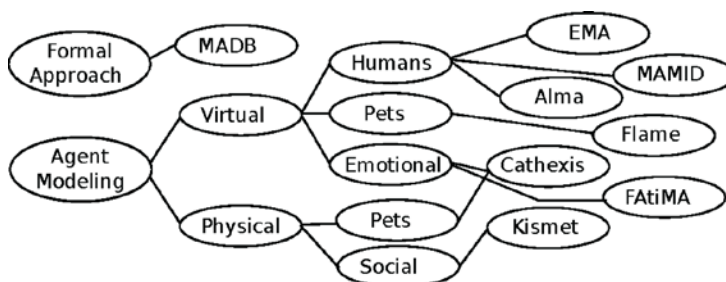 Formal
Approach
MADB
Humans
EMA
MAMID
Alma
Virtual
Pets
Flame
Agent
Modeling
Emotional
Cathexis
FAtiMA
Physical
Pets
Kismet
Social